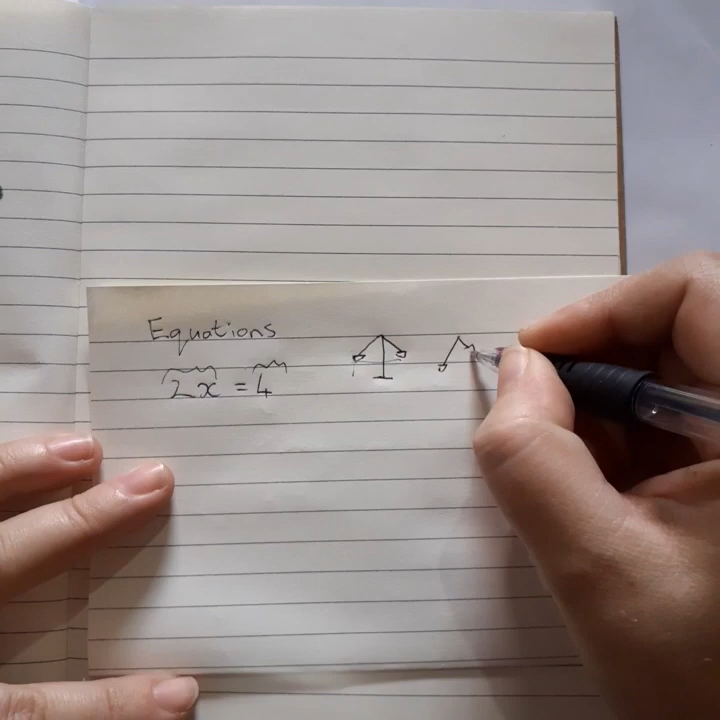 Equations
2x = 4